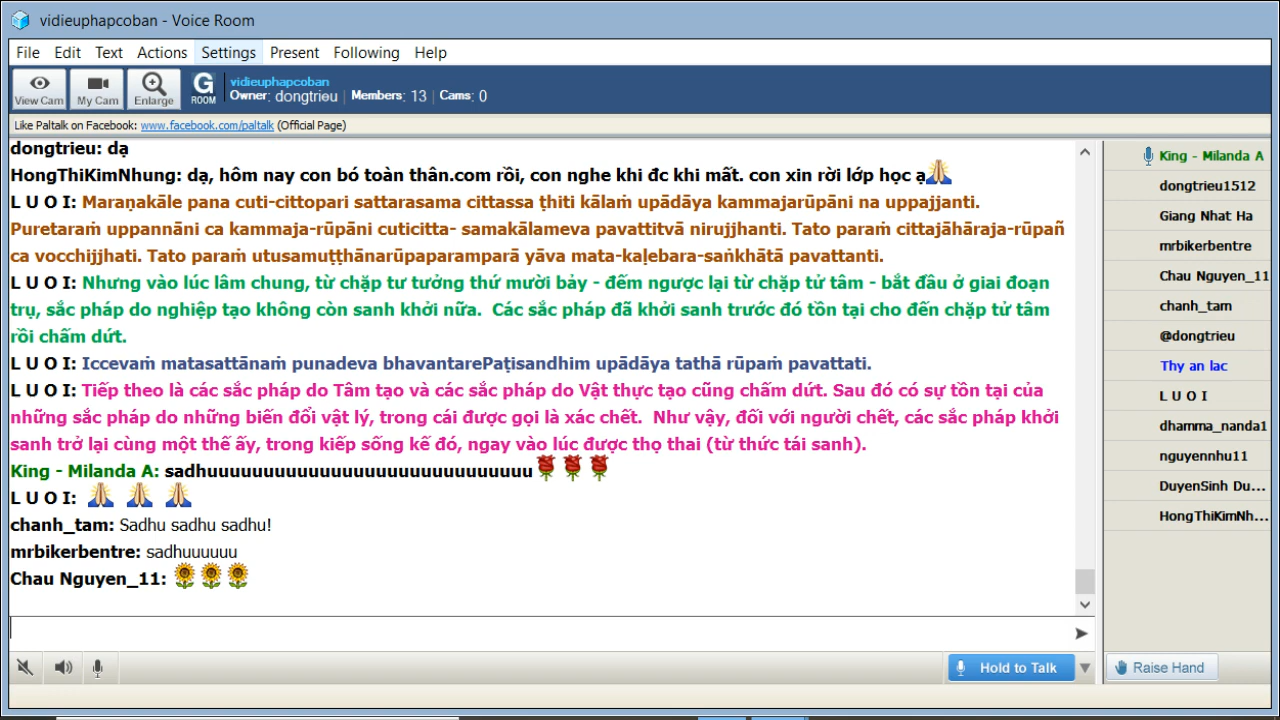 vidieuphapcoban - Voice Room
File Edit Text Actions Settings Present Following Help
View Cam My Cam Enlarge G ROOM
vidieuphapcoban
Owner: dongtrieu | Members: 13 | Cams: 0
Like Paltalk on Facebook: www.facebook.com/paltalk (Official Page)
dongtrieu: dạ
HongThiKimNhung: dạ, hôm nay con bó toàn thân.com rồi, con nghe khi đc khi mất. con xin rời lớp học ạ
L U O I: Maraṇakāle pana cuti-cittopari sattarasama cittassa ṭhiti kālaṁ upādāya kammajarūpāni na uppajjanti.
Puretaraṁ uppannāni ca kammaja-rūpāni cuticitta- samakālameva pavattitvā nirujjhanti. Tato paraṁ cittajāhāraja-rūpañ
ca vocchijjhati. Tato paraṁ utusamuṭṭhānarūpaparamparā yāva mata-kaḷebara-saṅkhātā pavattanti.
L U O I: Nhưng vào lúc lâm chung, từ chặp tư tưởng thứ mười bảy - đếm ngược lại từ chặp tử tâm - bắt đầu ở giai đoạn
trụ, sắc pháp do nghiệp tạo không còn sanh khởi nữa. Các sắc pháp đã khởi sanh trước đó tồn tại cho đến chặp tử tâm
rồi chấm dứt.
L U O I: Iccevaṁ matasattānaṁ punadeva bhavantarePaṭisandhim upādāya tathā rūpaṁ pavattati.
L U O I: Tiếp theo là các sắc pháp do Tâm tạo và các sắc pháp do Vật thực tạo cũng chấm dứt. Sau đó có sự tồn tại của
những sắc pháp do những biến đổi vật lý, trong cái được gọi là xác chết. Như vậy, đối với người chết, các sắc pháp khởi
sanh trở lại cùng một thế ấy, trong kiếp sống kế đó, ngay vào lúc được thọ thai (từ thức tái sanh).
King - Milanda A: sadhuuuuuuuuuuuuuuuuuuuuuuuuuuuuu
L U O I:
chanh_tam: Sadhu sadhu sadhu!
mrbikerbentre: sadhuuuuuu
Chau Nguyen_11:
King - Milanda A
dongtrieu1512
Giang Nhat Ha
mrbikerbentre
Chau Nguyen_11
chanh_tam
@dongtrieu
Thy an lac
L U O I
dhamma_nanda1
nguyennhu11
DuyenSinh Du...
HongThiKimNh...
Hold to Talk
Raise Hand